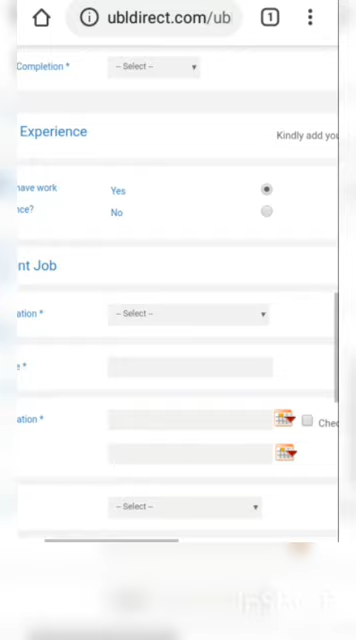 ubldirect.com/ub
1
Completion *
-- Select --
Experience
Kindly add you
have work
Yes
nce?
No
nt Job
ation *
-- Select --
e *
ation *
Chec
-- Select --